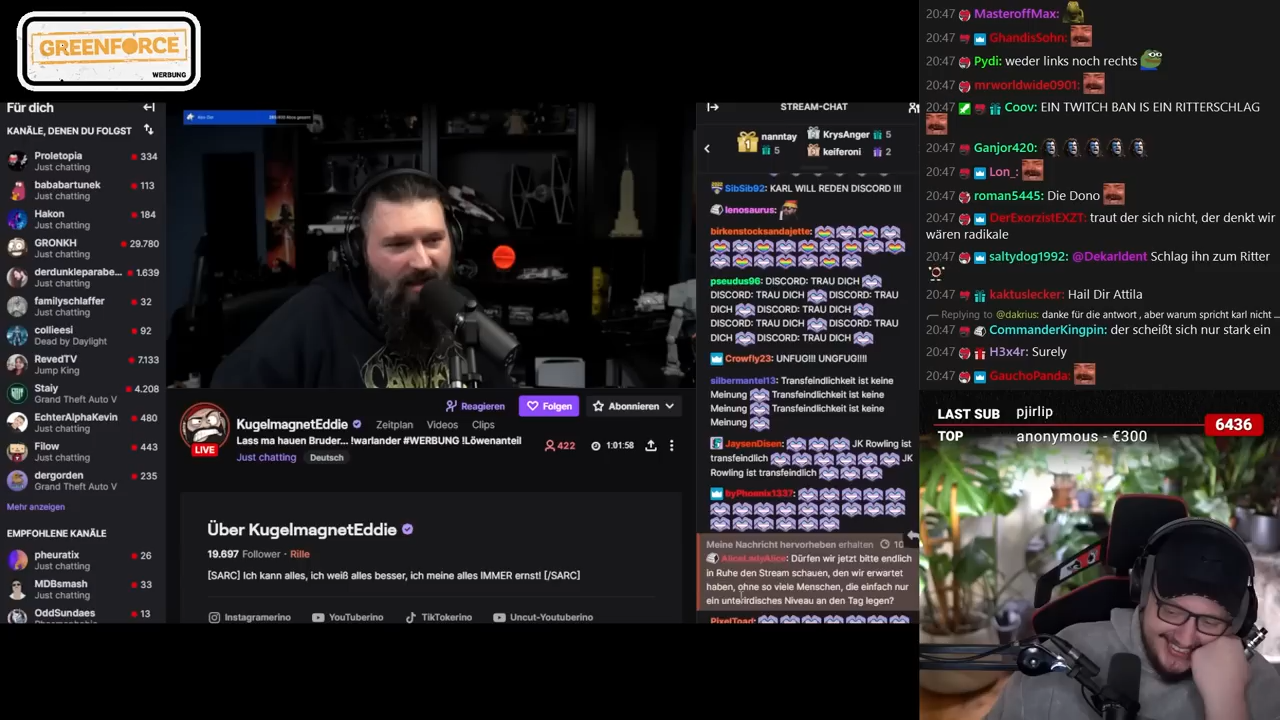 GREENFORCE
WERBUNG
Für dich
KANÄLE, DENEN DU FOLGST
Proletopia 334
Just chatting
bababartunek 113
Just chatting
Hakon 184
Just chatting
GRONKH 29.780
Just chatting
derdunkleparabe... 1.639
Just chatting
familyschlaffer 32
Just chatting
collieesi 92
Dead by Daylight
RevedTV 7.133
Jump King
Staiy 4.208
Grand Theft Auto V
EchterAlphaKevin 480
Just chatting
Filow 443
Just chatting
dergorden 235
Grand Theft Auto V
Mehr anzeigen
EMPFOHLENE KANÄLE
pheuratix 26
Just chatting
MDBsmash 33
Just chatting
OddSundaes 13
LIVE
KugelmagnetEddie Zeitplan Videos Clips
Reagieren Folgen Abonnieren
Lass ma hauen Bruder... !warlander #WERBUNG !Löwenanteil
Just chatting Deutsch
422 1:01:58
Über KugelmagnetEddie
19.697 Follower · Rille
[SARC] Ich kann alles, ich weiß alles besser, ich meine alles IMMER ernst! [/SARC]
Instagramerino YouTuberino TikTokerino Uncut-Youtuberino
STREAM-CHAT
1 nanntay 5
KrysAnger 5
keiferoni 2
SibSib92: KARL WILL REDEN DISCORD !!!
lenosaurus:
birkenstocksandajette:
pseudus96: DISCORD: TRAU DICH
DISCORD: TRAU DICH DISCORD: TRAU
DICH DISCORD: TRAU DICH
DISCORD: TRAU DICH DISCORD: TRAU
DICH
Crowfly23: UNFUG!!! UNGFUG!!!!
silbermantel13: Transfeindlichkeit ist keine
Meinung Transfeindlichkeit ist keine
Meinung Transfeindlichkeit ist keine
Meinung
JaysenDisen: JK Rowling ist
transfeindlich JK
Rowling ist transfeindlich
byPhonnix1337:
Meine Nachricht hervorheben erhalten 10
AliceLadyAlice: Dürfen wir jetzt bitte endlich
in Ruhe den Stream schauen, den wir erwartet
haben, ohne so viele Menschen, die einfach nur
ein unterirdisches Niveau an den Tag legen?
PixelToad:
20:47 MasteroffMax:
20:47 GhandisSohn:
20:47 Pydi: weder links noch rechts
20:47 mrworldwide0901:
20:47 Coov: EIN TWITCH BAN IS EIN RITTERSCHLAG
20:47 Ganjor420:
20:47 Lon_:
20:47 roman5445: Die Dono
20:47 DerExorzistEXZT: traut der sich nicht, der denkt wir
wären radikale
20:47 saltydog1992: @Dekarldent Schlag ihn zum Ritter
20:47 kaktuslecker: Hail Dir Attila
Replying to @dakrius: danke für die antwort , aber warum spricht karl nicht
20:47 CommanderKingpin: der scheißt sich nur stark ein
20:47 H3x4r: Surely
20:47 GauchoPanda:
LAST SUB pjirlip
TOP anonymous - €300
6436